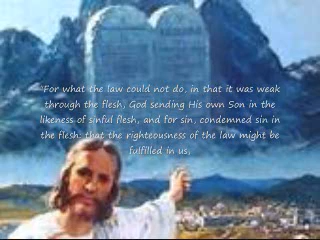 "For what the law could not do, in that it was weak
through the flesh, God sending His own Son in the
likeness of sinful flesh, and for sin, condemned sin in
the flesh: that the righteousness of the law might be
fulfilled in us,